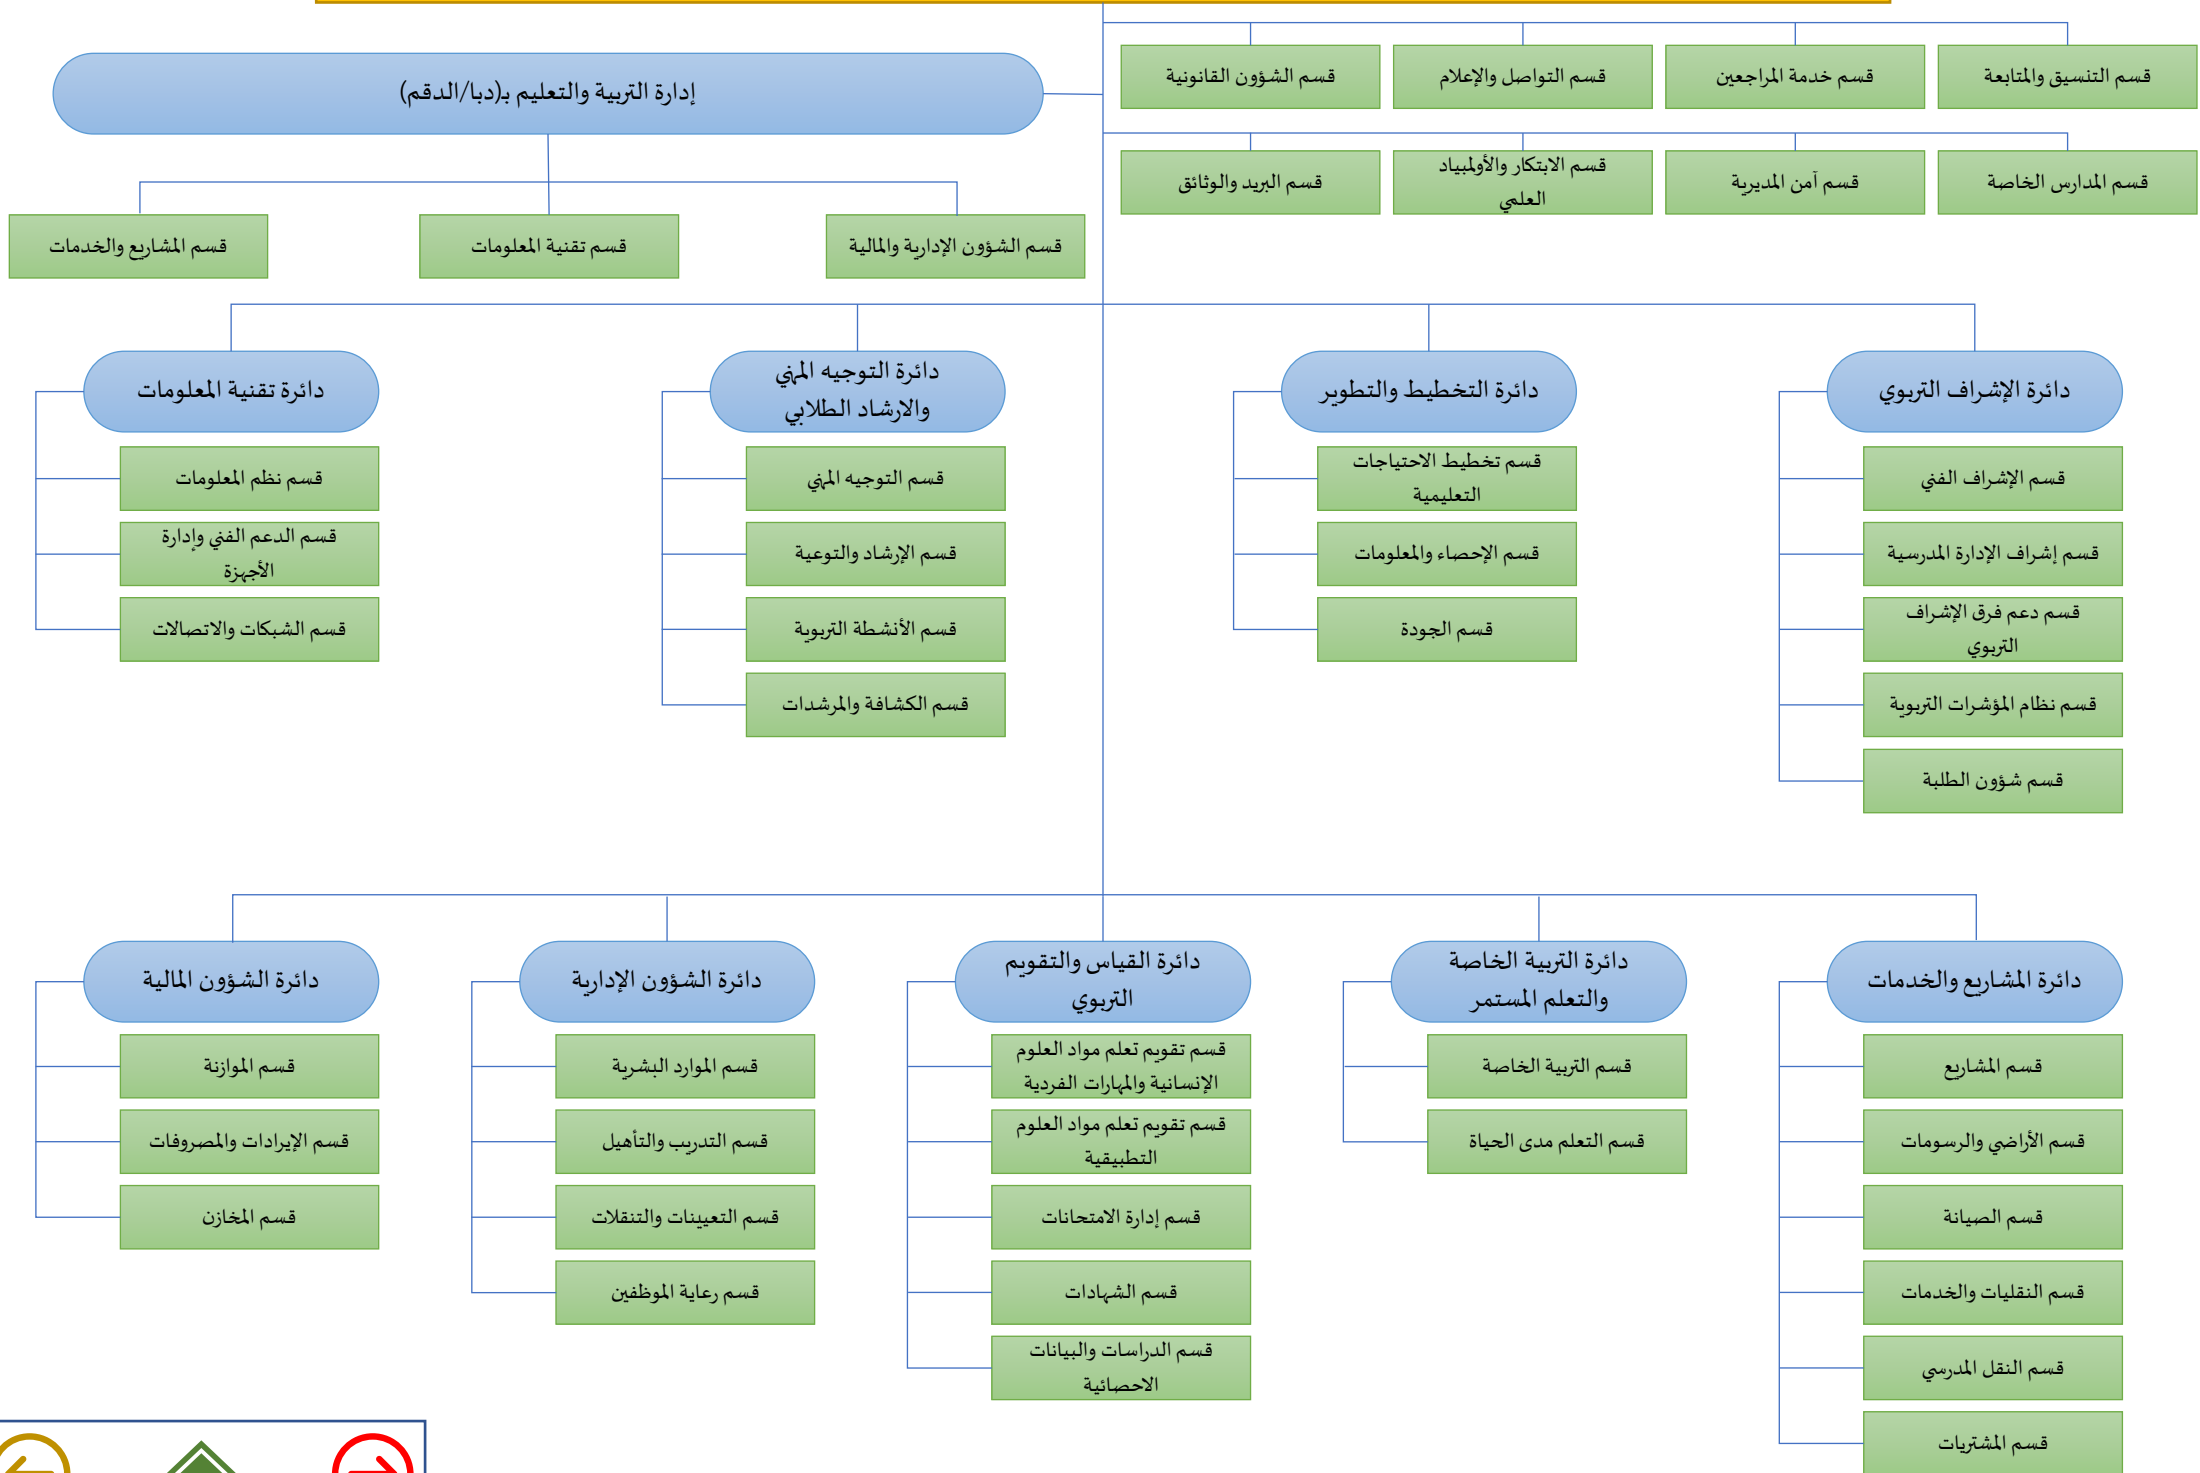 قسم التنسيق والمتابعة
قسم خدمة المراجعين
قسم التواصل والإعلام
قسم الشؤون القانونية
إدارة التربية والتعليم بـ(دبا/الدقم)
قسم المدارس الخاصة
قسم أمن المديرية
قسم الابتكار والأولمبياد
العلمي
قسم البريد والوثائق
قسم الشؤون الإدارية والمالية
قسم تقنية المعلومات
قسم المشاريع والخدمات
دائرة الإشراف التربوي
قسم الإشراف الفني
قسم إشراف الإدارة المدرسية
قسم دعم فرق الإشراف
التربوي
قسم نظام المؤشرات التربوية
قسم شؤون الطلبة
دائرة التخطيط والتطوير
قسم تخطيط الاحتياجات
التعليمية
قسم الإحصاء والمعلومات
قسم الجودة
دائرة التوجيه المهني
والارشاد الطلابي
قسم التوجيه المهني
قسم الإرشاد والتوعية
قسم الأنشطة التربوية
قسم الكشافة والمرشدات
دائرة تقنية المعلومات
قسم نظم المعلومات
قسم الدعم الفني وإدارة
الأجهزة
قسم الشبكات والاتصالات
دائرة المشاريع والخدمات
قسم المشاريع
قسم الأراضي والرسومات
قسم الصيانة
قسم النقليات والخدمات
قسم النقل المدرسي
قسم المشتريات
دائرة التربية الخاصة
والتعلم المستمر
قسم التربية الخاصة
قسم التعلم مدى الحياة
دائرة القياس والتقويم
التربوي
قسم تقويم تعلم مواد العلوم
الإنسانية والمهارات الفردية
قسم تقويم تعلم مواد العلوم
التطبيقية
قسم إدارة الامتحانات
قسم الشهادات
قسم الدراسات والبيانات
الاحصائية
دائرة الشؤون الإدارية
قسم الموارد البشرية
قسم التدريب والتأهيل
قسم التعيينات والتنقلات
قسم رعاية الموظفين
دائرة الشؤون المالية
قسم الموازنة
قسم الإيرادات والمصروفات
قسم المخازن